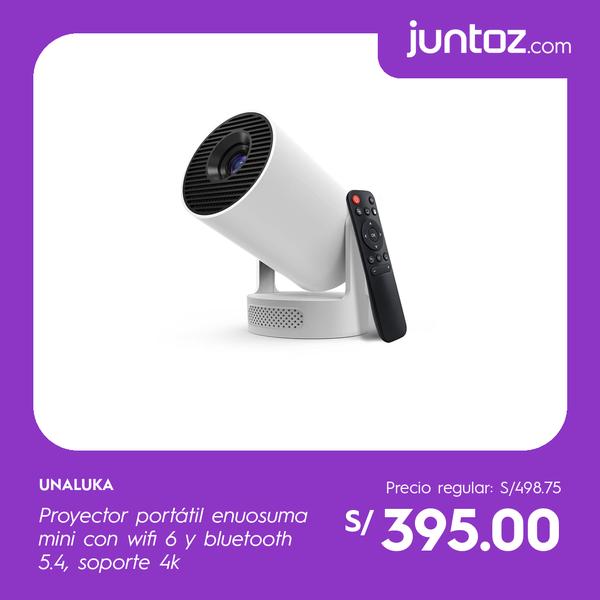 juntoz.com
UNALUKA
Proyector portátil enuosuma
mini con wifi 6 y bluetooth
5.4, soporte 4k
Precio regular: S/498.75
S/ 395.00